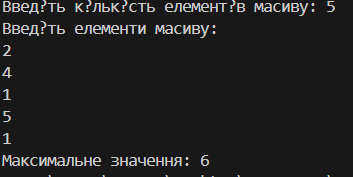 Введ?ть к?льк?сть елемент?в масиву: 5
Введ?ть елементи масиву:
2
4
1
5
1
Максимальне значення: 6